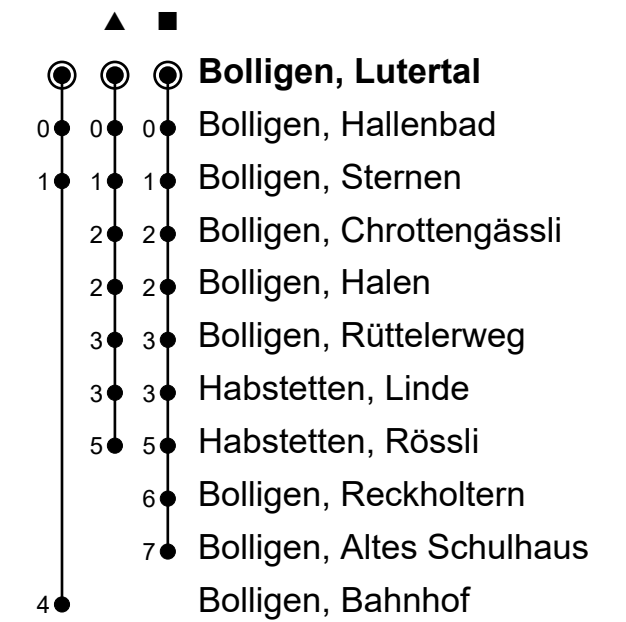 ▲ ■
Bolligen, Lutertal
0 0 0 Bolligen, Hallenbad
1 1 1 Bolligen, Sternen
2 2 Bolligen, Chrottengässli
2 2 Bolligen, Halen
3 3 Bolligen, Rüttelerweg
3 3 Habstetten, Linde
5 5 Habstetten, Rössli
6 Bolligen, Reckholtern
7 Bolligen, Altes Schulhaus
4 Bolligen, Bahnhof